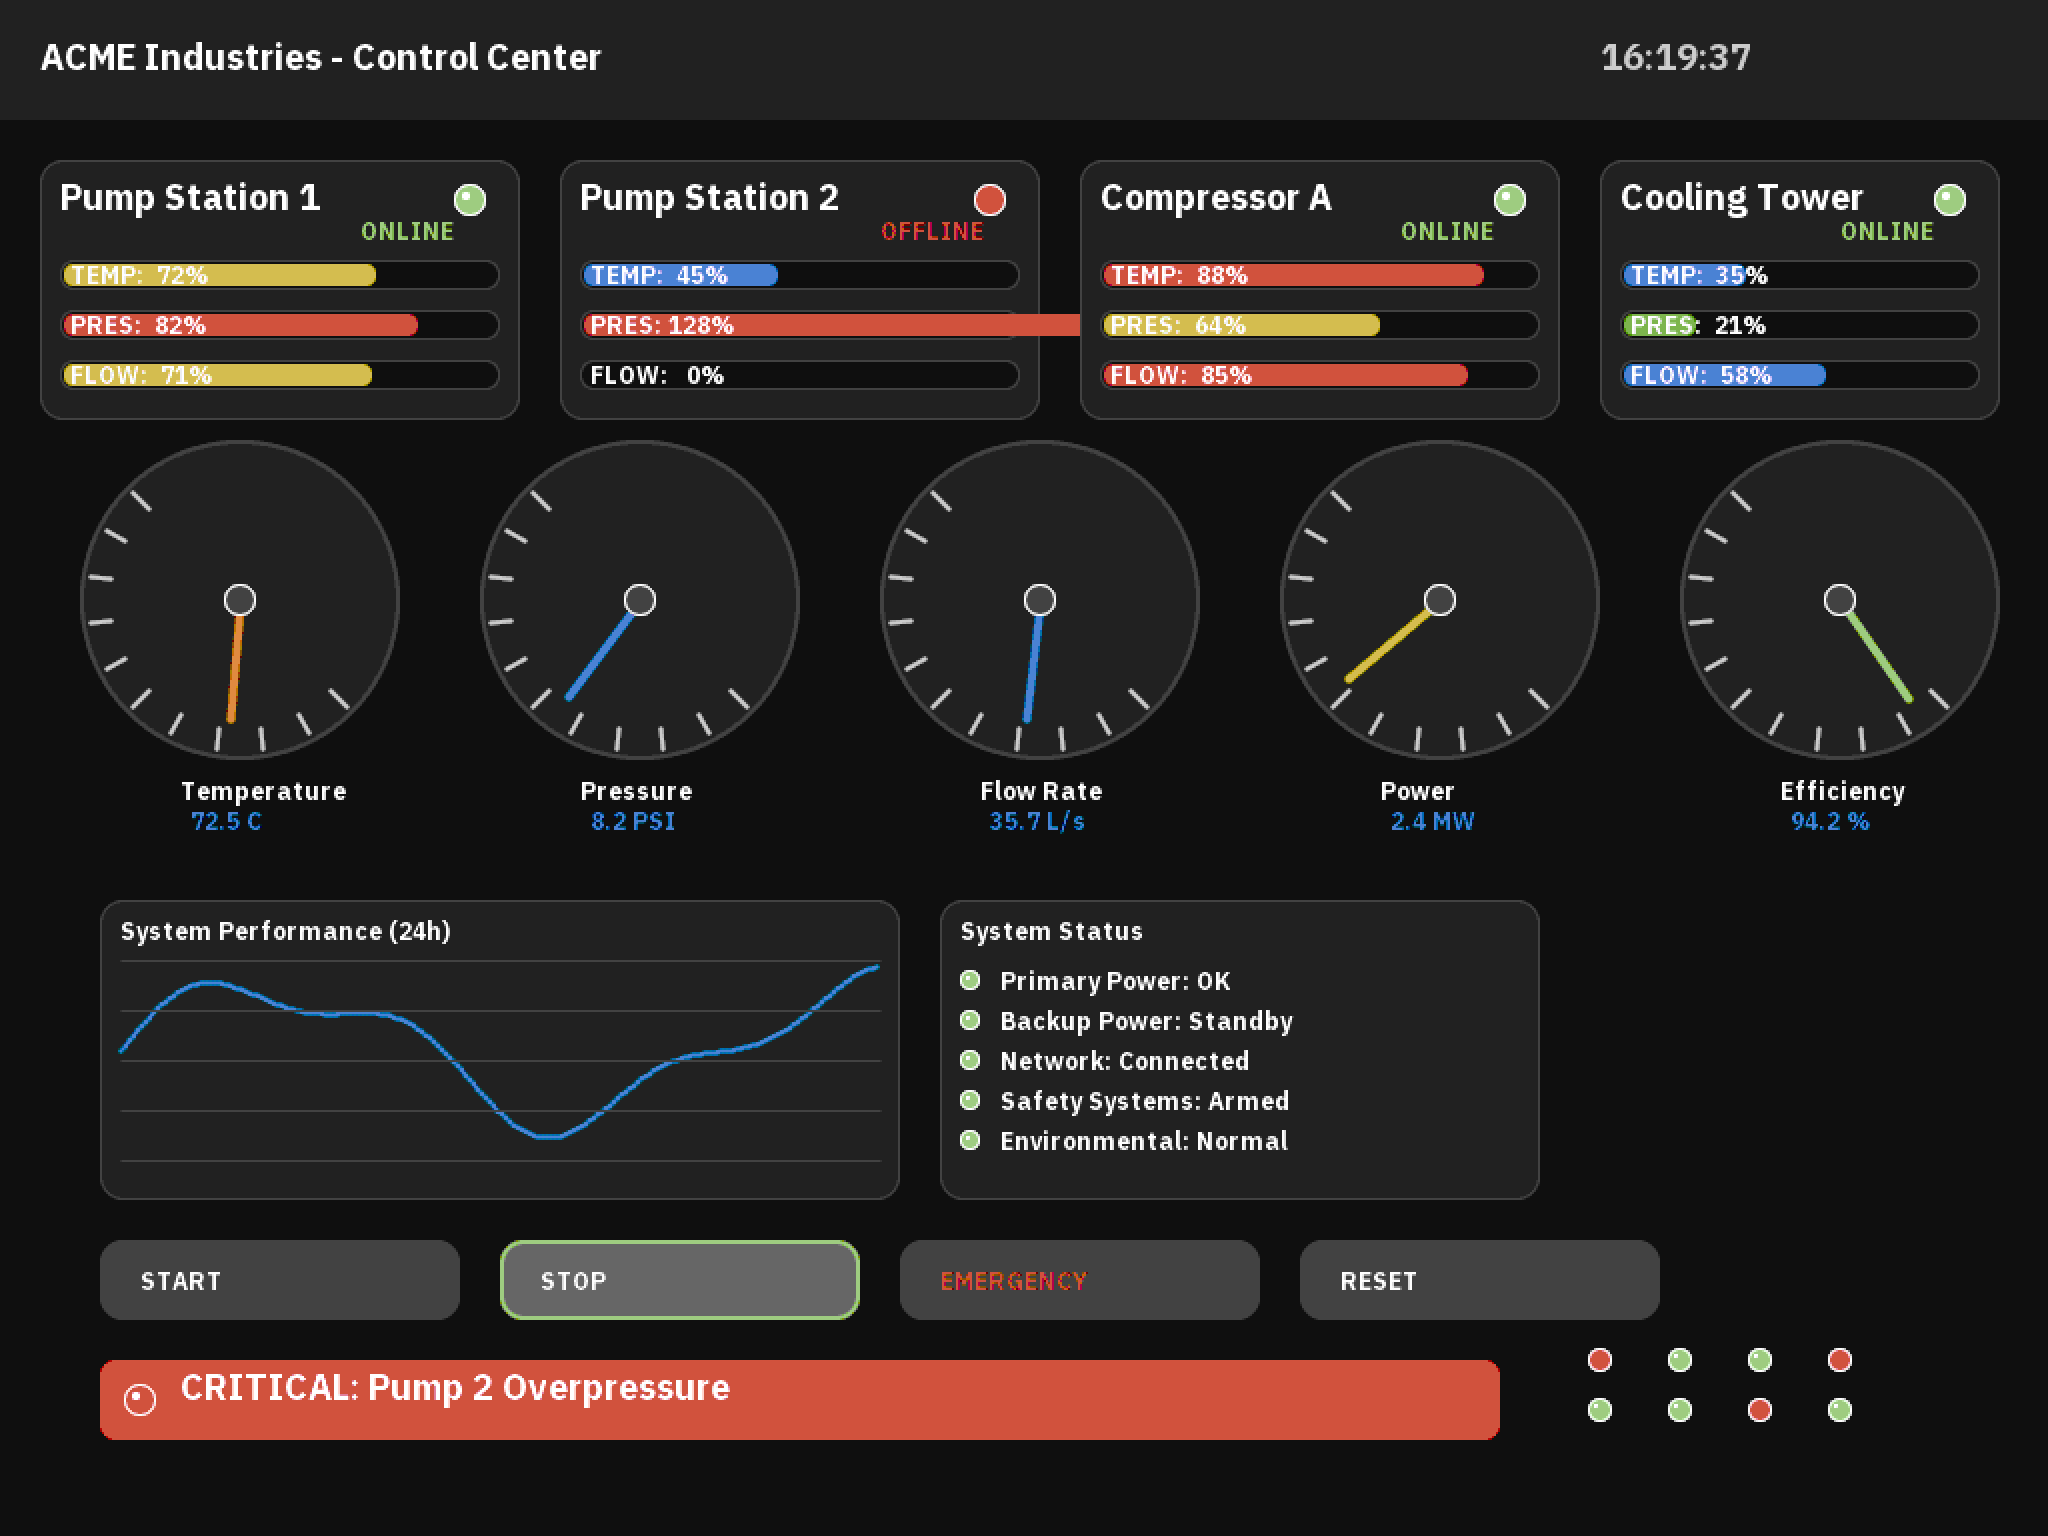 ACME Industries - Control Center
16:19:37
Pump Station 1
ONLINE
TEMP: 72%
PRES: 82%
FLOW: 71%
Pump Station 2
OFFLINE
TEMP: 45%
PRES: 128%
FLOW: 0%
Compressor A
ONLINE
TEMP: 88%
PRES: 64%
FLOW: 85%
Cooling Tower
ONLINE
TEMP: 35%
PRES: 21%
FLOW: 58%
Temperature
72.5 C
Pressure
8.2 PSI
Flow Rate
35.7 L/s
Power
2.4 MW
Efficiency
94.2 %
System Performance (24h)
System Status
Primary Power: OK
Backup Power: Standby
Network: Connected
Safety Systems: Armed
Environmental: Normal
START
STOP
EMERGENCY
RESET
CRITICAL: Pump 2 Overpressure